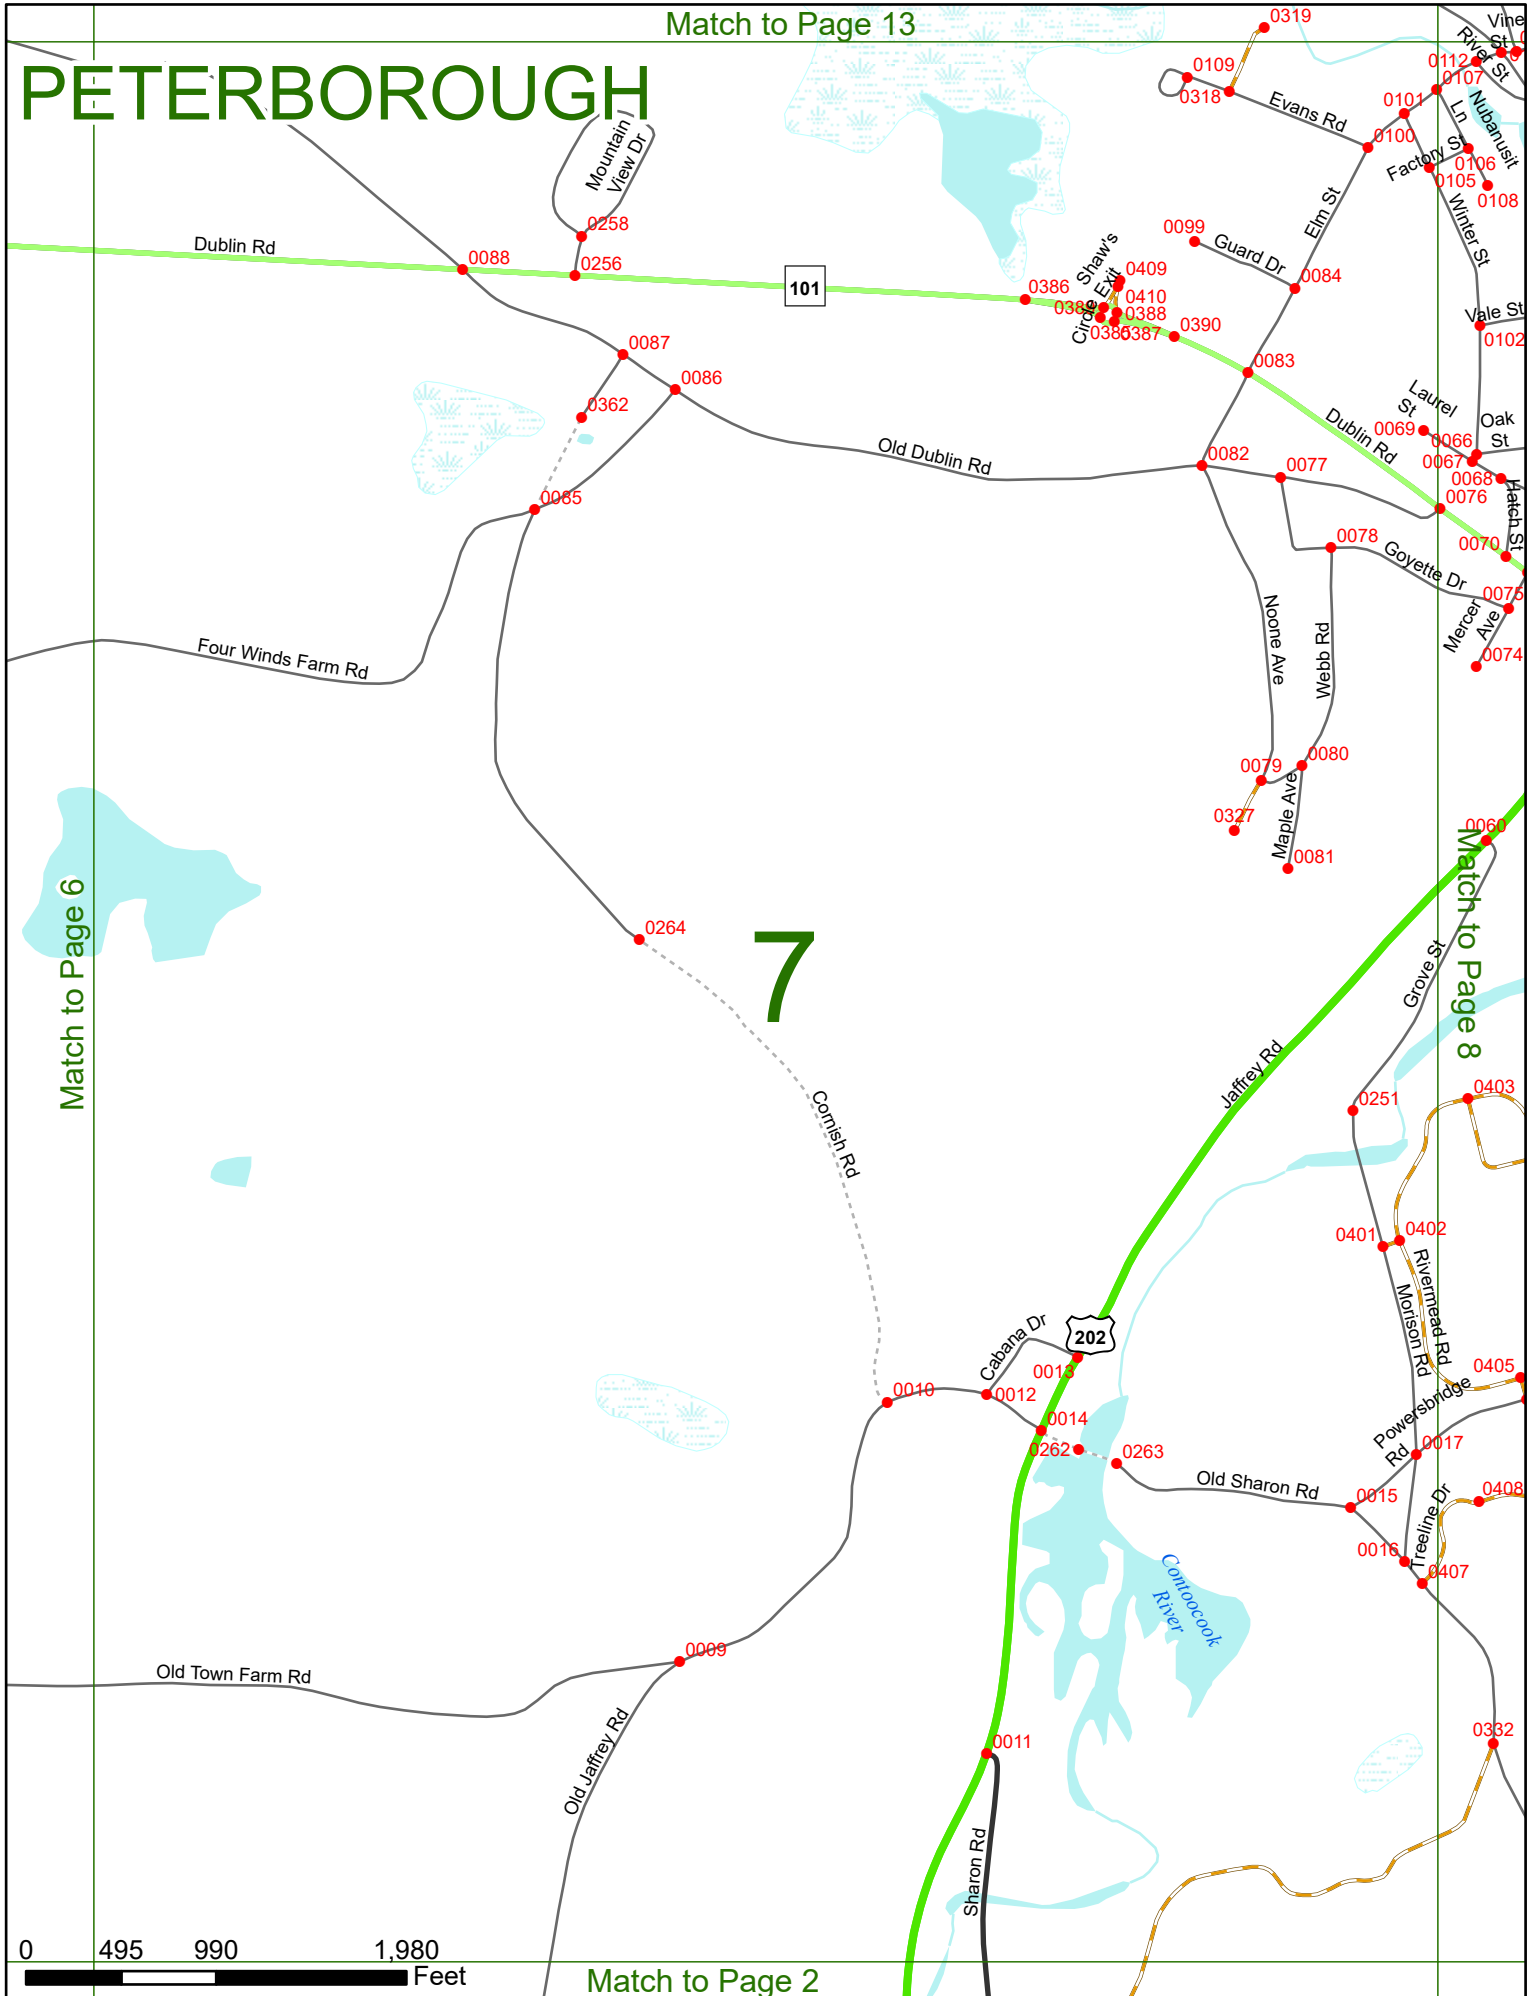 Match to Page 13
PETERBOROUGH
0319
Vine
St
River St
0112
0107
0109
0318
Evans Rd
0101
0100
Ln
Nubanusit
Factory St
0106
0105
0108
Mountain
View Dr
Elm St
Winter St
0258
0099
Guard Dr
Shaw's
Circle Exit
Dublin Rd
0088
0256
101
0409
0410
0084
0386
0388
0385
0387
0390
Vale St
0102
0087
0086
0083
0362
Laurel
St
Dublin Rd
0069
0066
Oak
St
0067
0068
Old Dublin Rd
0082
0077
0076
Hatch St
0085
0078
0070
Goyette Dr
0075
Mercer
Ave
0074
Noone Ave
Webb Rd
Four Winds Farm Rd
0079
0080
Maple Ave
0327
0081
0060
Match to Page 8
Match to Page 6
0264
7
Grove St
Jaffrey Rd
Cornish Rd
0251
0403
0401
0402
Rivermead Rd
Morison Rd
Cabana Dr
202
0013
0405
0010
0012
0014
Powersbridge
Rd
0262
0263
0017
Old Sharon Rd
0015
0408
Treeline Dr
0016
0407
Contoocook
River
0009
Old Town Farm Rd
Old Jaffrey Rd
0011
0332
Sharon Rd
0 495 990 1,980
Feet
Match to Page 2